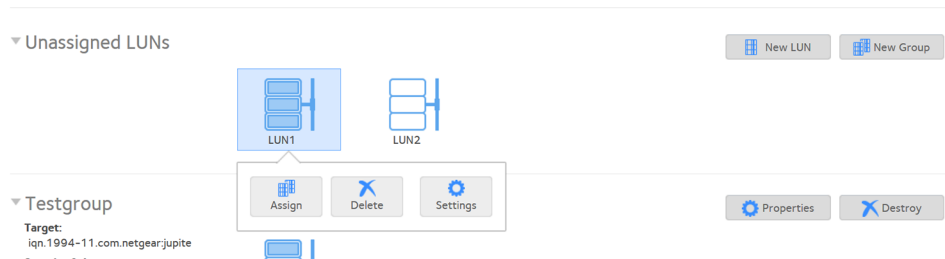 Unassigned LUNs
New LUN
New Group
LUN1
LUN2
Assign
Delete
Settings
Testgroup
Properties
Destroy
Target:
iqn.1994-11.com.netgear:jupite